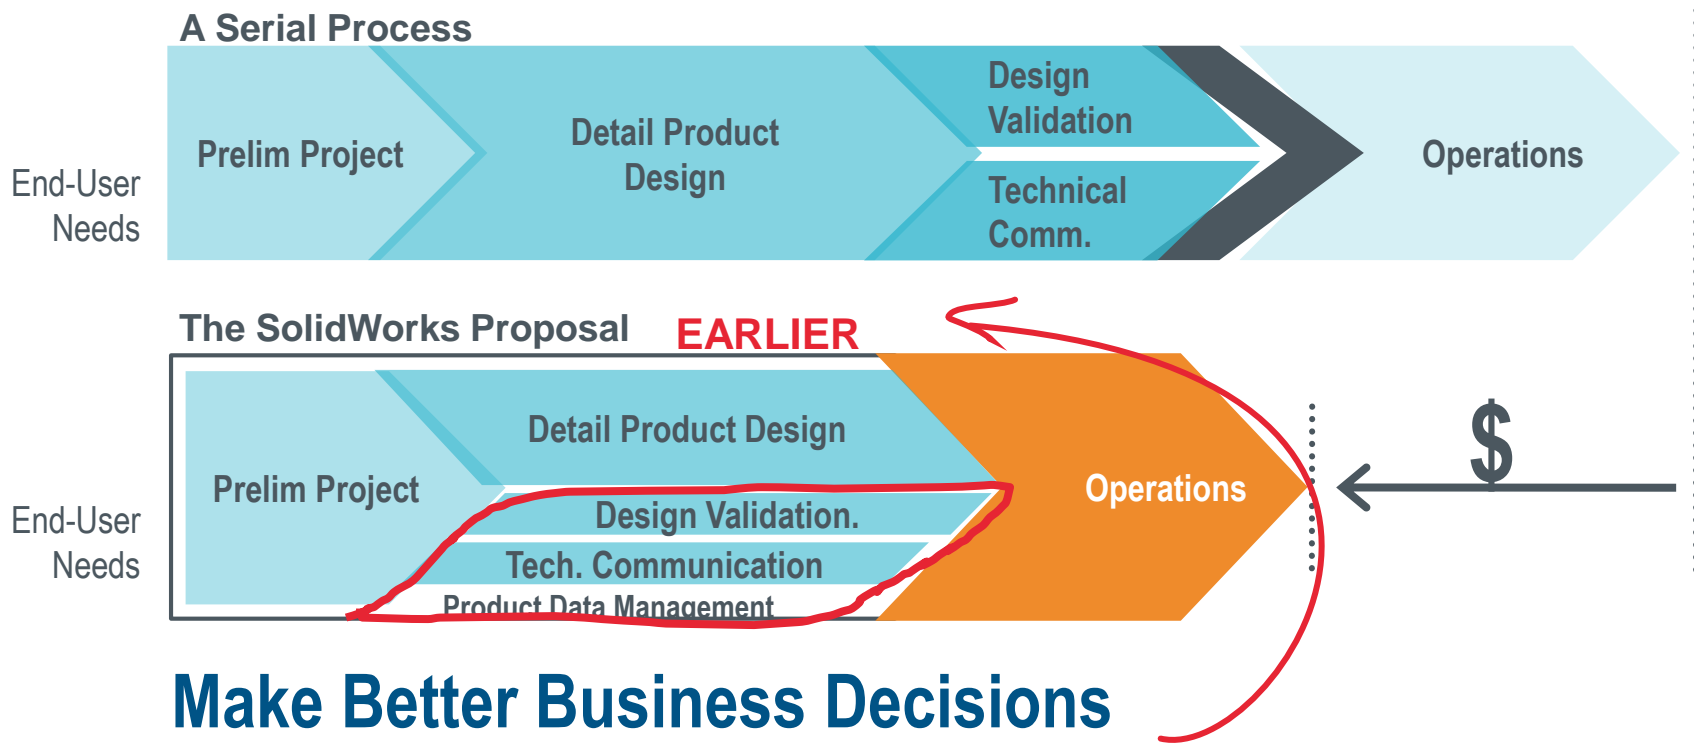 A Serial Process
End-User
Needs
Prelim Project
Detail Product
Design
Design
Validation
Technical
Comm.
Operations
The SolidWorks Proposal
EARLIER
End-User
Needs
Prelim Project
Detail Product Design
Design Validation.
Tech. Communication
Product Data Management
Operations
$
Make Better Business Decisions